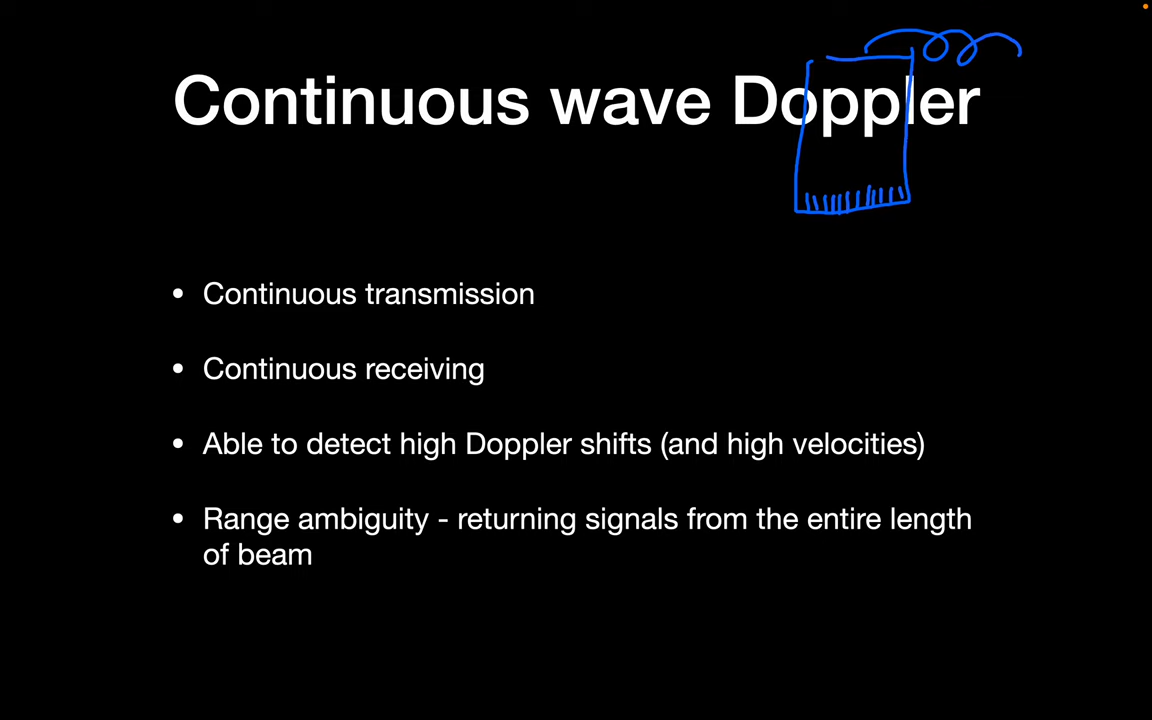 Continuous wave Doppler
• Continuous transmission
• Continuous receiving
• Able to detect high Doppler shifts (and high velocities)
• Range ambiguity - returning signals from the entire length
of beam